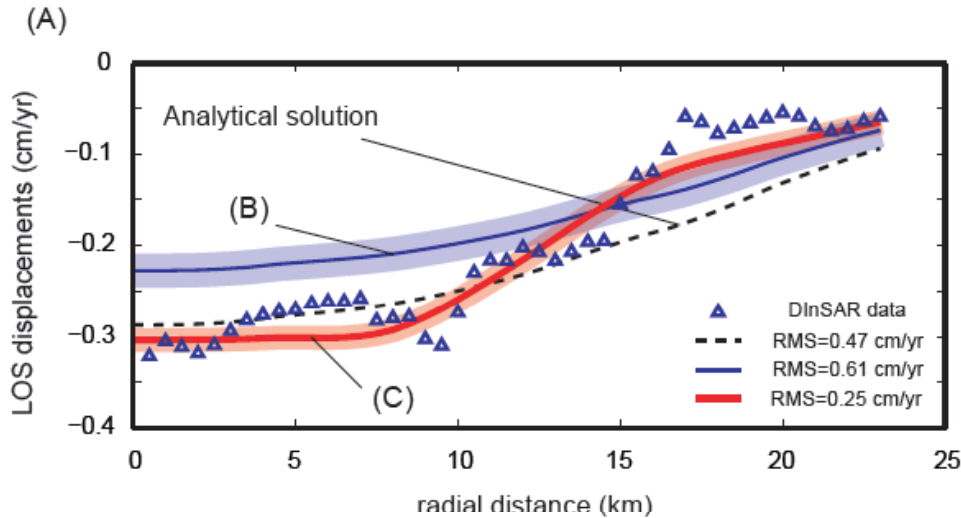 (A)
0
Analytical solution
−0.1
(B)
−0.2
−0.3
(C)
−0.4
LOS displacements (cm/yr)
DInSAR data
RMS=0.47 cm/yr
RMS=0.61 cm/yr
RMS=0.25 cm/yr
0 5 10 15 20 25
radial distance (km)